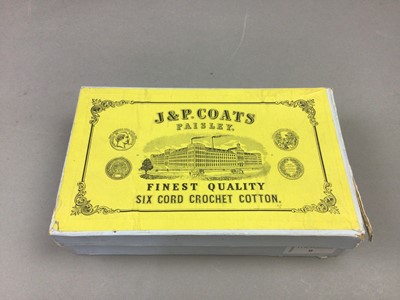 J&P. COATS
PAISLEY.
FINEST QUALITY
SIX CORD CROCHET COTTON.